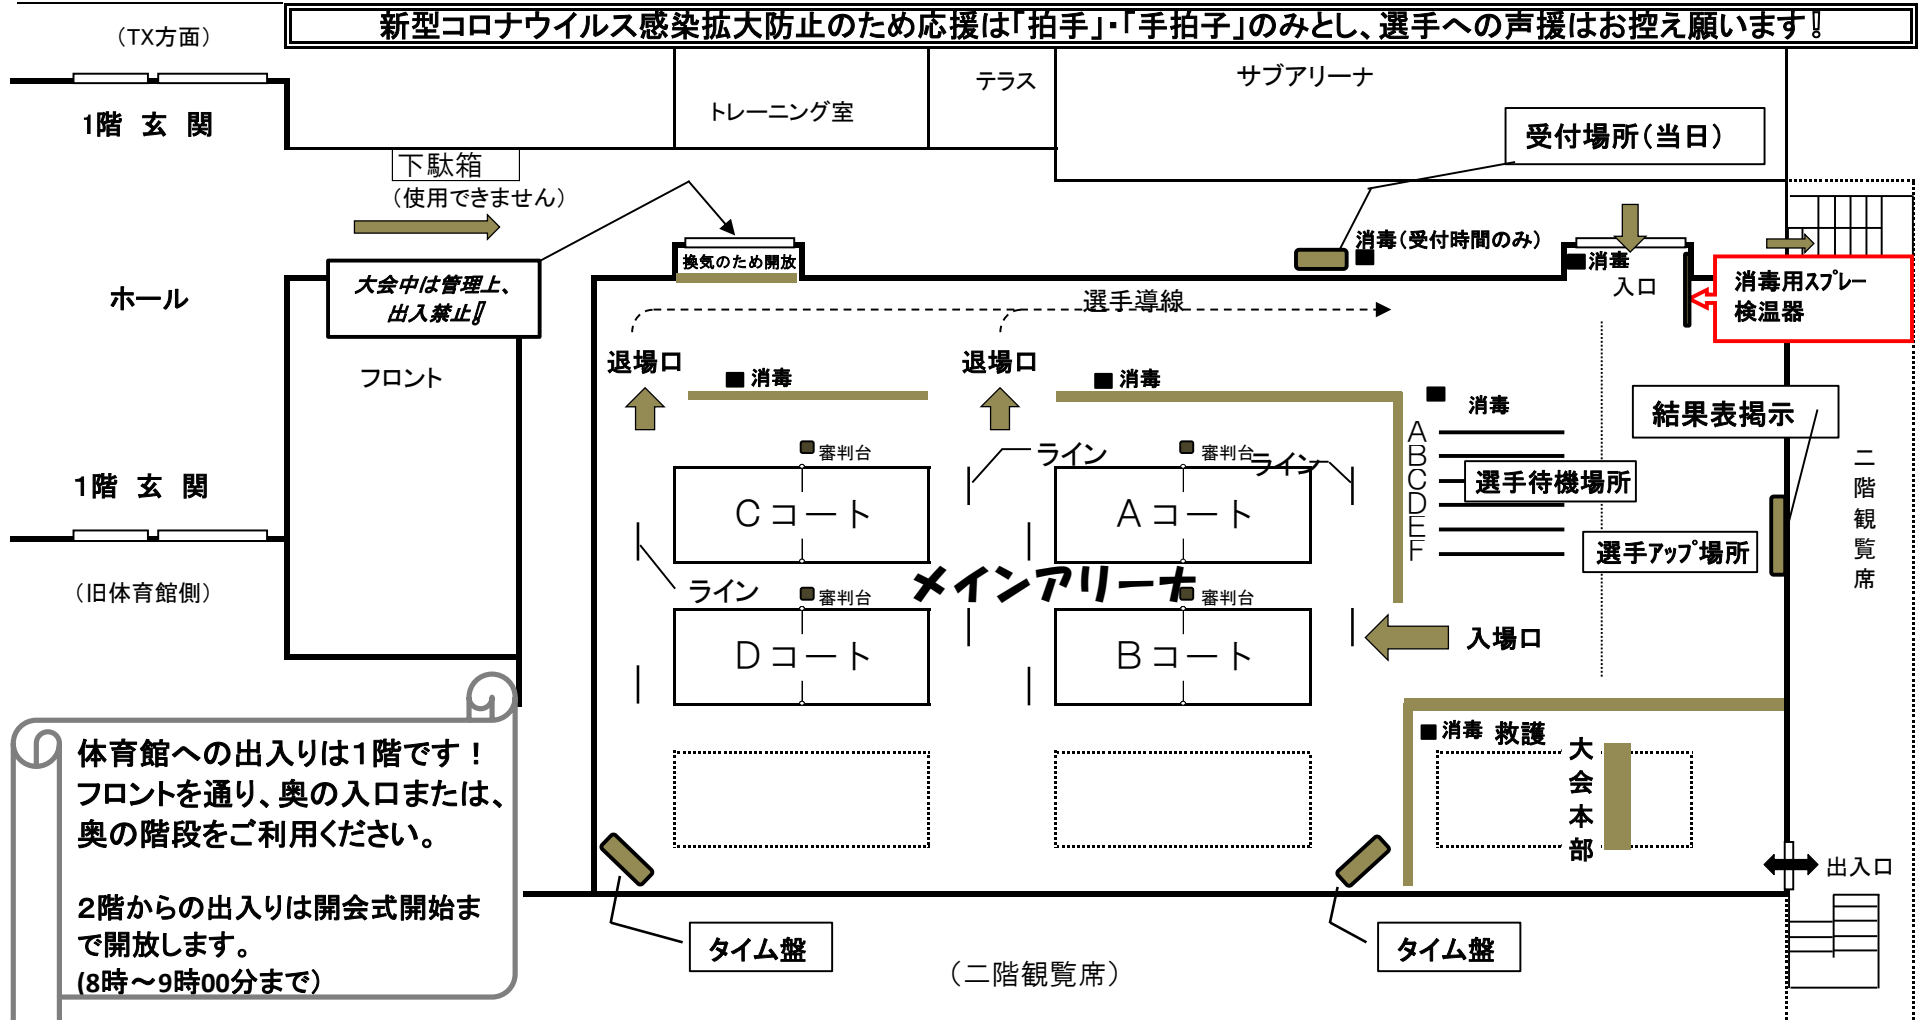 新型コロナウイルス感染拡大防止のため応援は「拍手」・「手拍子」のみとし、選手への声援はお控え願います！
（TX方面）
テラス
サブアリーナ
トレーニング室
1階 玄 関
受付場所（当日）
下駄箱
（使用できません）
消毒（受付時間のみ）
換気のため開放
消毒
入口
大会中は管理上、
出入禁止！
消毒用スプレー
検温器
ホール
選手導線
退場口
退場口
フロント
消毒
消毒
消毒
結果表掲示
審判台
ライン
審判台
ライン
A
B
C
D
E
F
選手待機場所
二階観覧席
1階 玄 関
Cコート
Aコート
選手アップ場所
（旧体育館側）
ライン
審判台
メインアリーナ
審判台
Dコート
Bコート
入場口
消毒
救護
大会本部
体育館への出入りは1階です！
フロントを通り、奥の入口または、
奥の階段をご利用ください。
2階からの出入りは開会式開始ま
で開放します。
(8時～9時00分まで）
出入口
タイム盤
タイム盤
（二階観覧席）